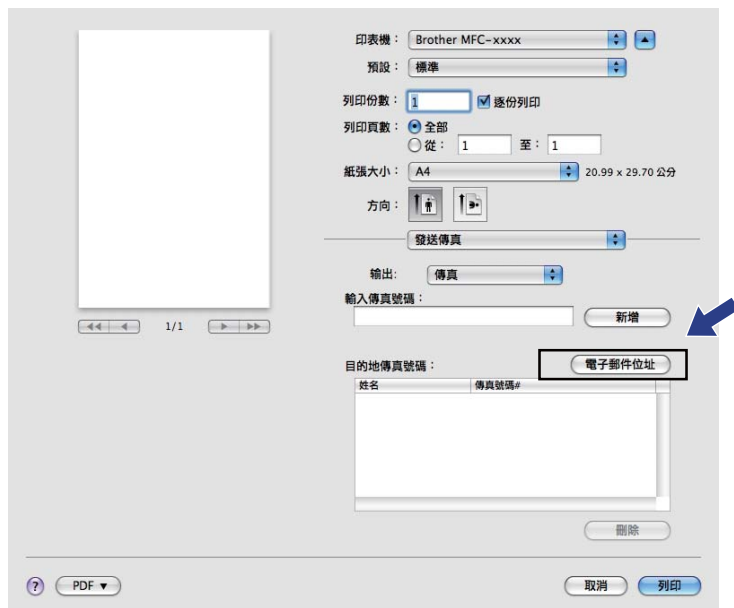 印表機： Brother MFC-xxxx
預設： 標準
列印份數： 1 逐份列印
列印頁數： 全部
從： 1 至： 1
紙張大小： A4 20.99 x 29.70 公分
方向：
發送傳真
输出: 傳真
輸入傳真號碼：
新增
1/1
目的地傳真號碼： 電子郵件位址
姓名 傳真號碼#
刪除
? PDF ▼ 取消 列印